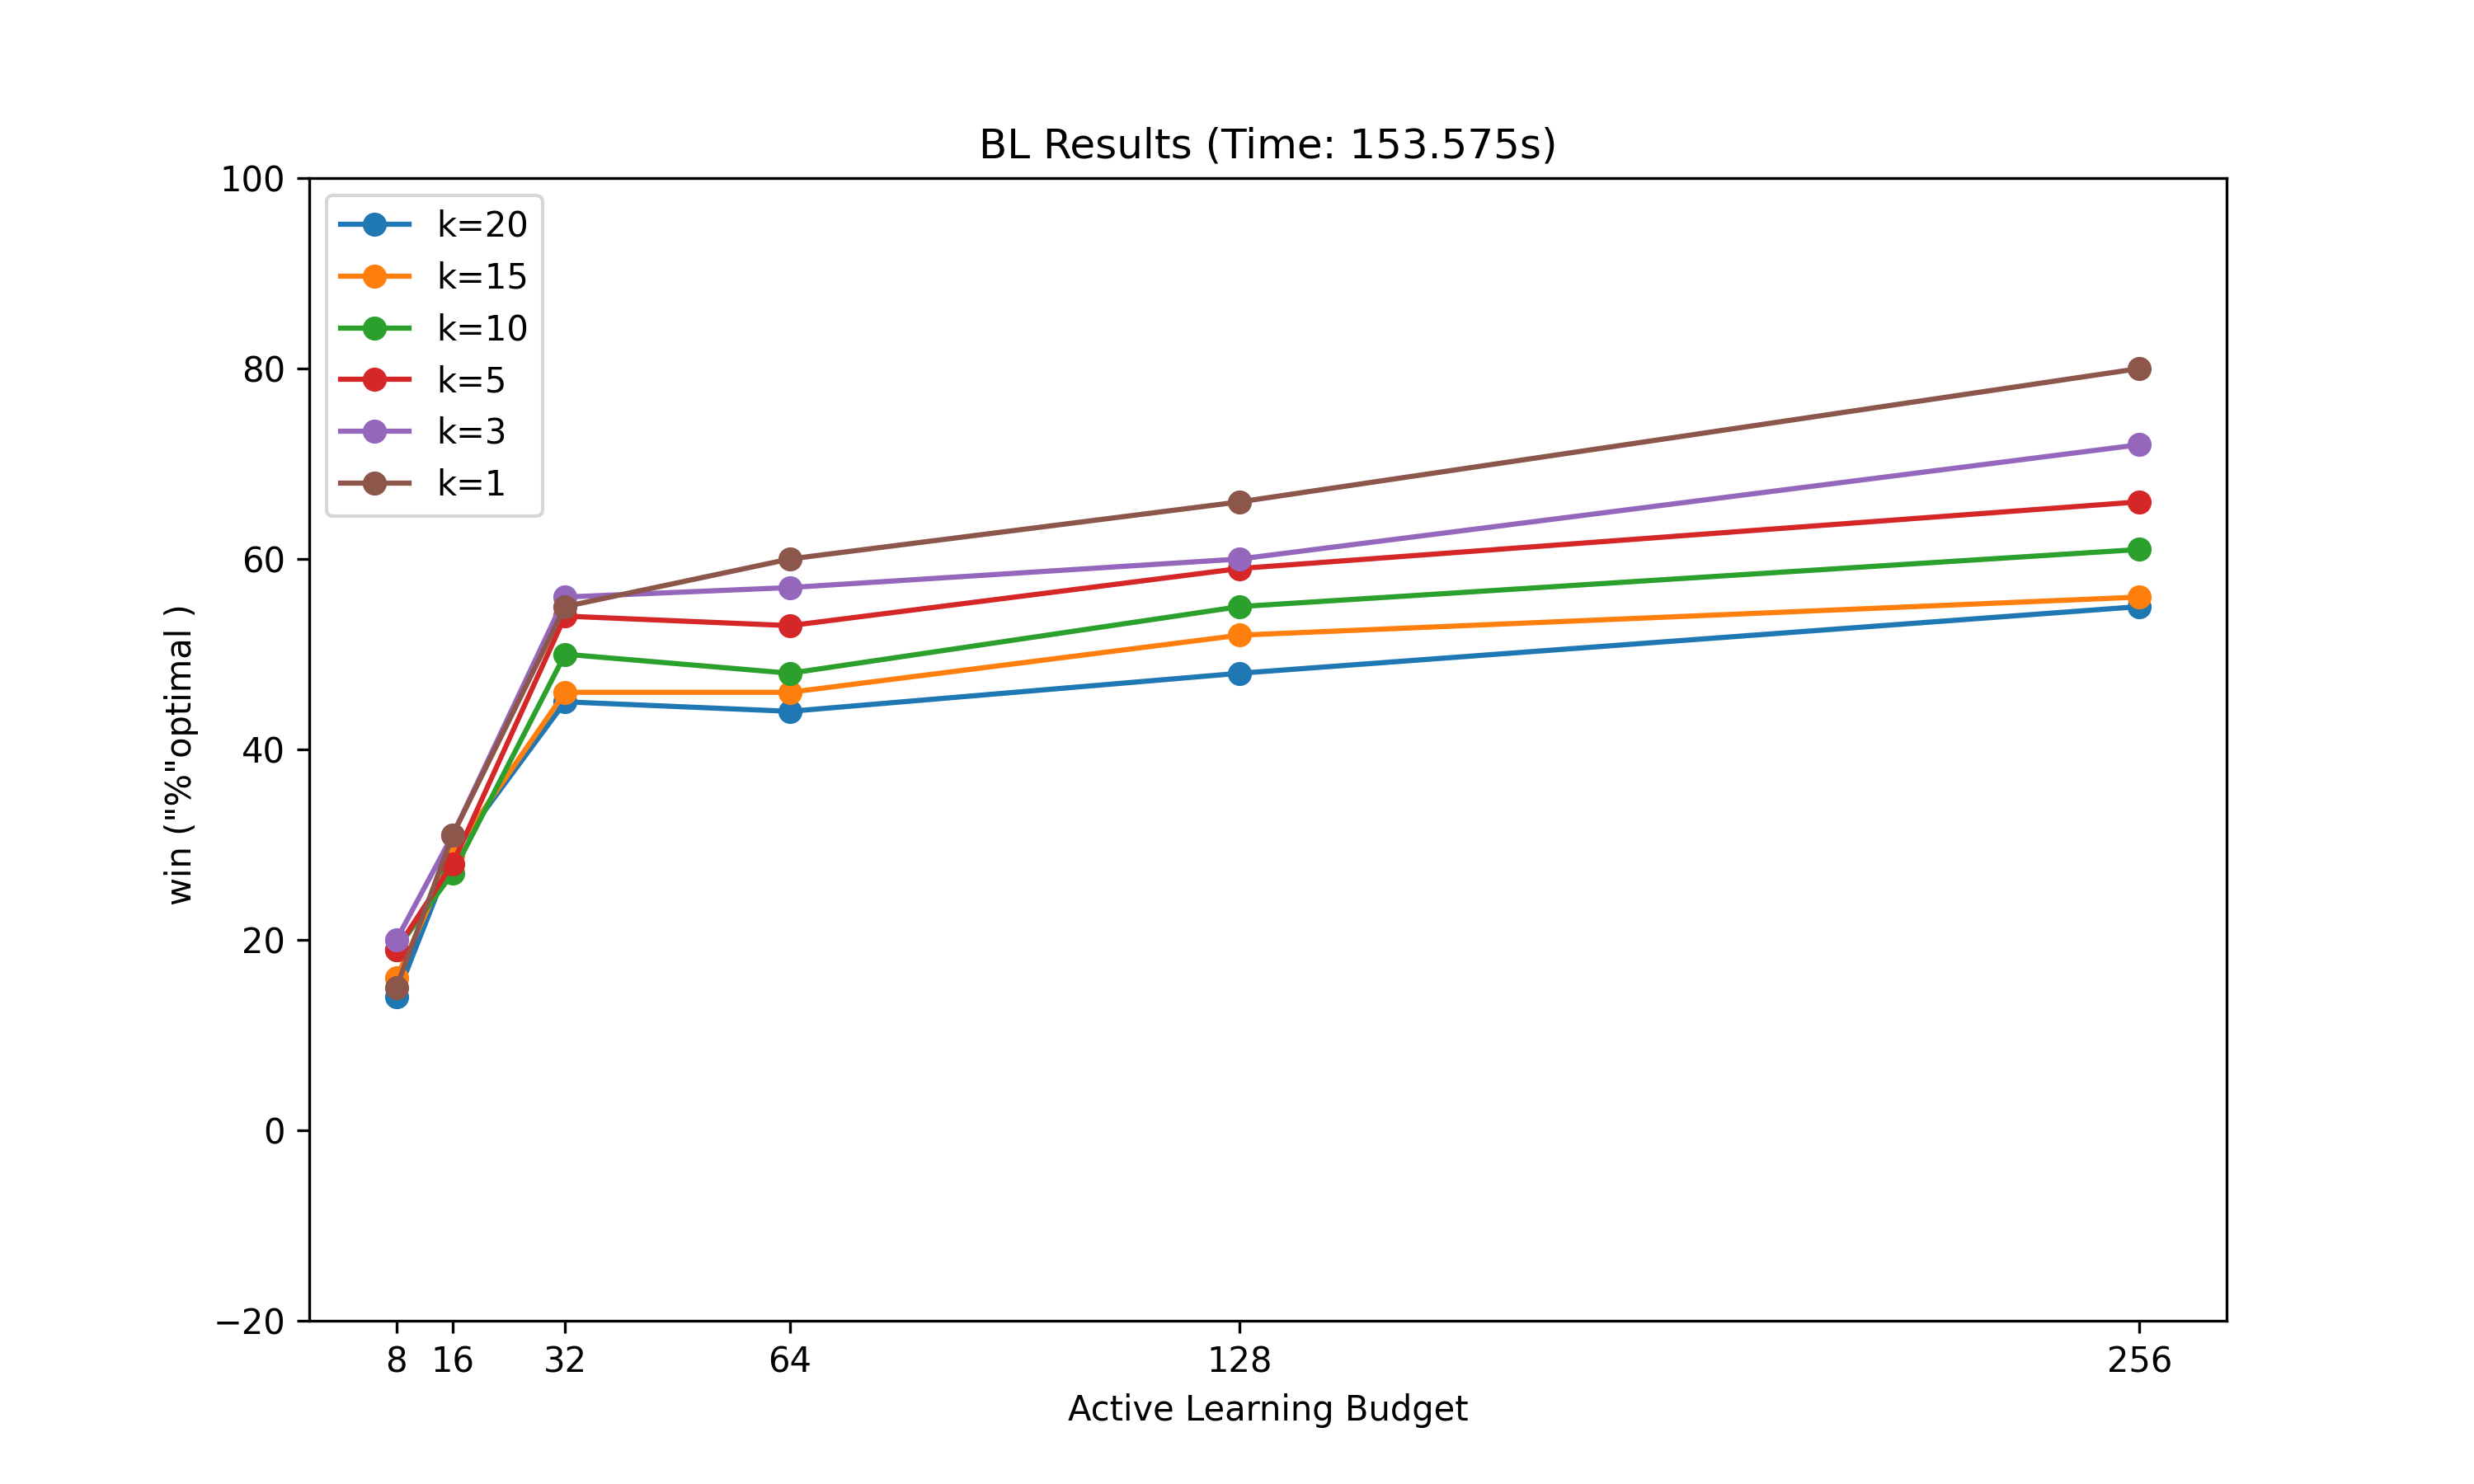 BL Results (Time: 153.575s)
100
80
60
40
20
0
−20
win ("%"optimal )
k=20
k=15
k=10
k=5
k=3
k=1
8 16 32 64 128 256
Active Learning Budget